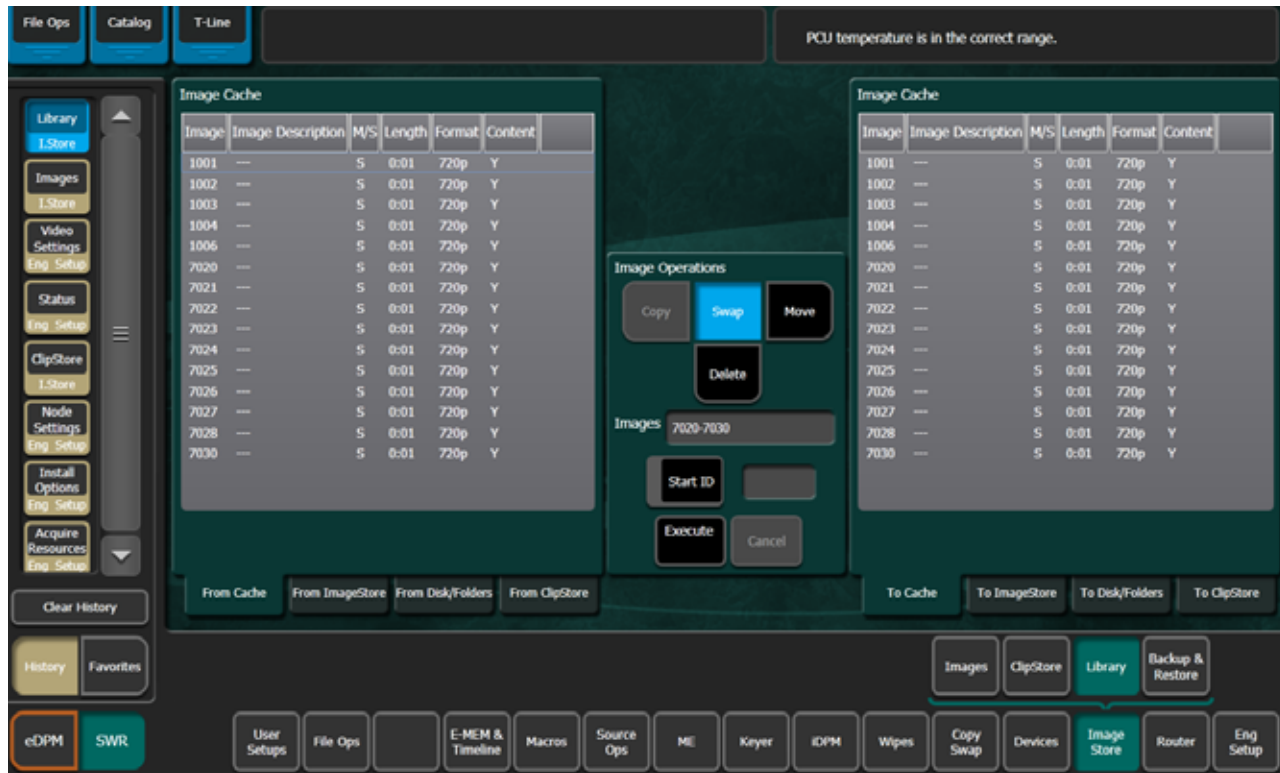 File Ops Catalog T-Line
PCU temperature is in the correct range.
Library
I.Store
Images
I.Store
Video
Settings
Eng Setup
Status
Eng Setup
ClipStore
I.Store
Node
Settings
Eng Setup
Install
Options
Eng Setup
Acquire
Resources
Eng Setup
Clear History
History Favorites
eDPM SWR
Image Cache
Image Image Description M/S Length Format Content
1001 --- S 0:01 720p Y
1002 --- S 0:01 720p Y
1003 --- S 0:01 720p Y
1004 --- S 0:01 720p Y
1006 --- S 0:01 720p Y
7020 --- S 0:01 720p Y
7021 --- S 0:01 720p Y
7022 --- S 0:01 720p Y
7023 --- S 0:01 720p Y
7024 --- S 0:01 720p Y
7025 --- S 0:01 720p Y
7026 --- S 0:01 720p Y
7027 --- S 0:01 720p Y
7028 --- S 0:01 720p Y
7030 --- S 0:01 720p Y
From Cache From ImageStore From Disk/Folders From ClipStore
Image Operations
Copy Swap Move
Delete
Images 7020-7030
Start ID
Execute Cancel
Image Cache
Image Image Description M/S Length Format Content
1001 --- S 0:01 720p Y
1002 --- S 0:01 720p Y
1003 --- S 0:01 720p Y
1004 --- S 0:01 720p Y
1006 --- S 0:01 720p Y
7020 --- S 0:01 720p Y
7021 --- S 0:01 720p Y
7022 --- S 0:01 720p Y
7023 --- S 0:01 720p Y
7024 --- S 0:01 720p Y
7025 --- S 0:01 720p Y
7026 --- S 0:01 720p Y
7027 --- S 0:01 720p Y
7028 --- S 0:01 720p Y
7030 --- S 0:01 720p Y
To Cache To ImageStore To Disk/Folders To ClipStore
Images ClipStore Library Backup &
Restore
User
Setups
File Ops
E-MEM &
Timeline
Macros
Source
Ops
ME
Keyer
iDPM
Wipes
Copy
Swap
Devices
Image
Store
Router
Eng
Setup